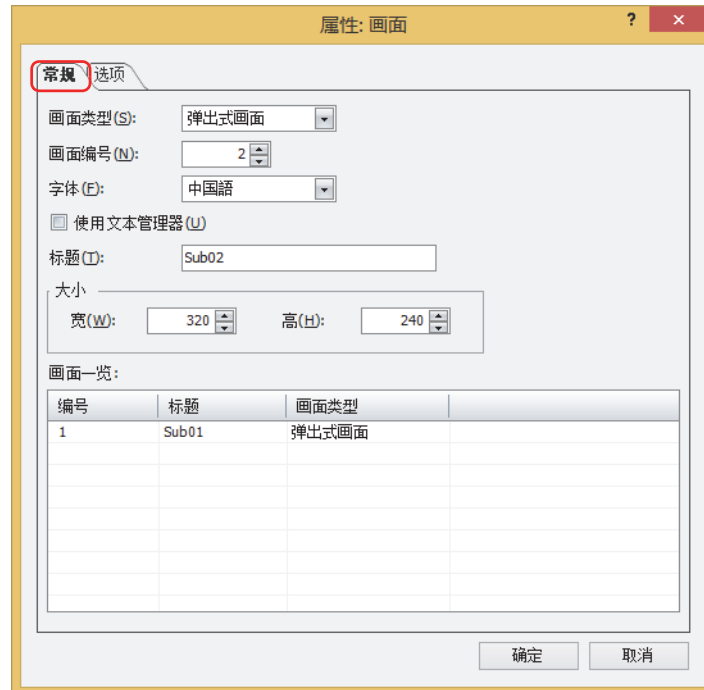 属性: 画面
? ×
常规 选项
画面类型(S): 弹出式画面
画面编号(N): 2
字体(F): 中国語
使用文本管理器(U)
标题(T): Sub02
大小
宽(W): 320 高(H): 240
画面一览:
编号 标题 画面类型
1 Sub01 弹出式画面
确定 取消